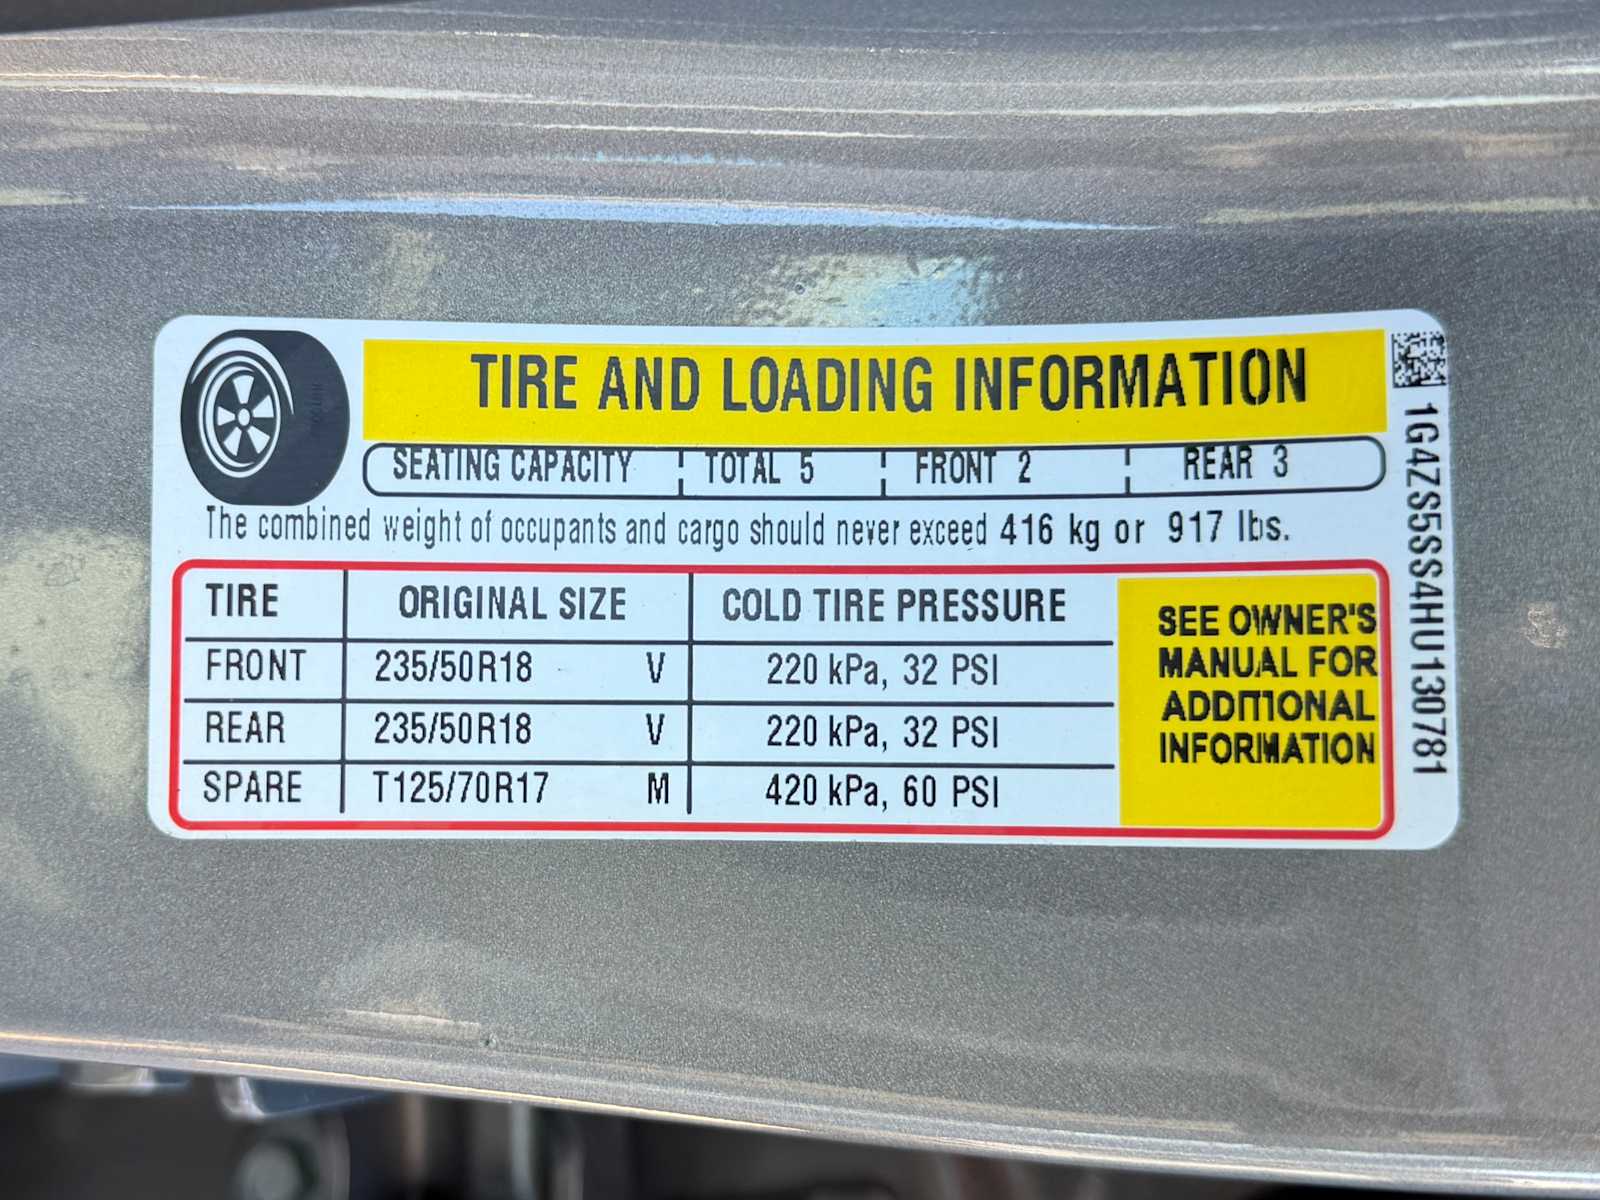 TIRE AND LOADING INFORMATION
SEATING CAPACITY TOTAL 5 FRONT 2 REAR 3
The combined weight of occupants and cargo should never exceed 416 kg or 917 lbs.
TIRE ORIGINAL SIZE COLD TIRE PRESSURE
FRONT 235/50R18 V 220 kPa, 32 PSI
REAR 235/50R18 V 220 kPa, 32 PSI
SPARE T125/70R17 M 420 kPa, 60 PSI
SEE OWNER'S
MANUAL FOR
ADDITIONAL
INFORMATION
1G4ZS5SS4HU130781